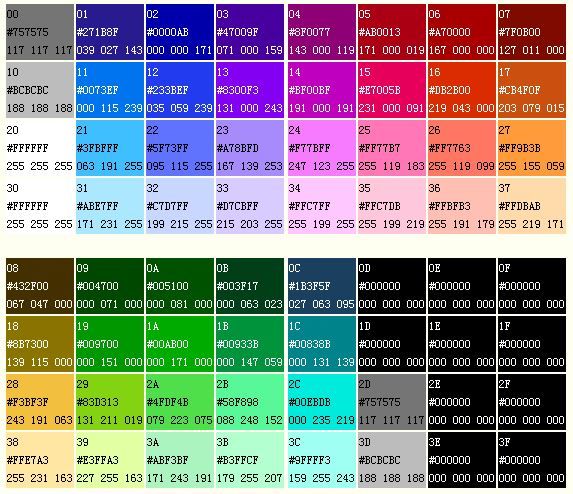 00 01 02 03 04 05 06 07
#757575 #271B8F #0000AB #47009F #8F0077 #AB0013 #A70000 #7F0B00
117 117 117 039 027 143 000 000 171 071 000 159 143 000 119 171 000 019 167 000 000 127 011 000
10 11 12 13 14 15 16 17
#BCBCBC #0073EF #233BEF #8300F3 #BF00BF #E7005B #DB2B00 #CB4F0F
188 188 188 000 115 239 035 059 239 131 000 243 191 000 191 231 000 091 219 043 000 203 079 015
20 21 22 23 24 25 26 27
#FFFFFF #3FBFFF #5F73FF #A78BFD #F77BFF #FF77B7 #FF7763 #FF9B3B
255 255 255 063 191 255 095 115 255 167 139 253 247 123 255 255 119 183 255 119 099 255 155 059
30 31 32 33 34 35 36 37
#FFFFFF #ABE7FF #C7D7FF #D7CBFF #FFC7FF #FFC7DB #FFBFB3 #FFDBAB
255 255 255 171 231 255 199 215 255 215 203 255 255 199 255 255 199 219 255 191 179 255 219 171
08 09 0A 0B 0C 0D 0E 0F
#432F00 #004700 #005100 #003F17 #1B3F5F #000000 #000000 #000000
067 047 000 000 071 000 000 081 000 000 063 023 027 063 095 000 000 000 000 000 000 000 000 000
18 19 1A 1B 1C 1D 1E 1F
#8B7300 #009700 #00AB00 #00933B #00838B #000000 #000000 #000000
139 115 000 000 151 000 000 171 000 000 147 059 000 131 139 000 000 000 000 000 000 000 000 000
28 29 2A 2B 2C 2D 2E 2F
#F3BF3F #83D313 #4FDF4B #58F898 #00EBDB #757575 #000000 #000000
243 191 063 131 211 019 079 223 075 088 248 152 000 235 219 117 117 117 000 000 000 000 000 000
38 39 3A 3B 3C 3D 3E 3F
#FFE7A3 #E3FFA3 #ABF3BF #B3FFCF #9FFFF3 #BCBCBC #000000 #000000
255 231 163 227 255 163 171 243 191 179 255 207 159 255 243 188 188 188 000 000 000 000 000 000